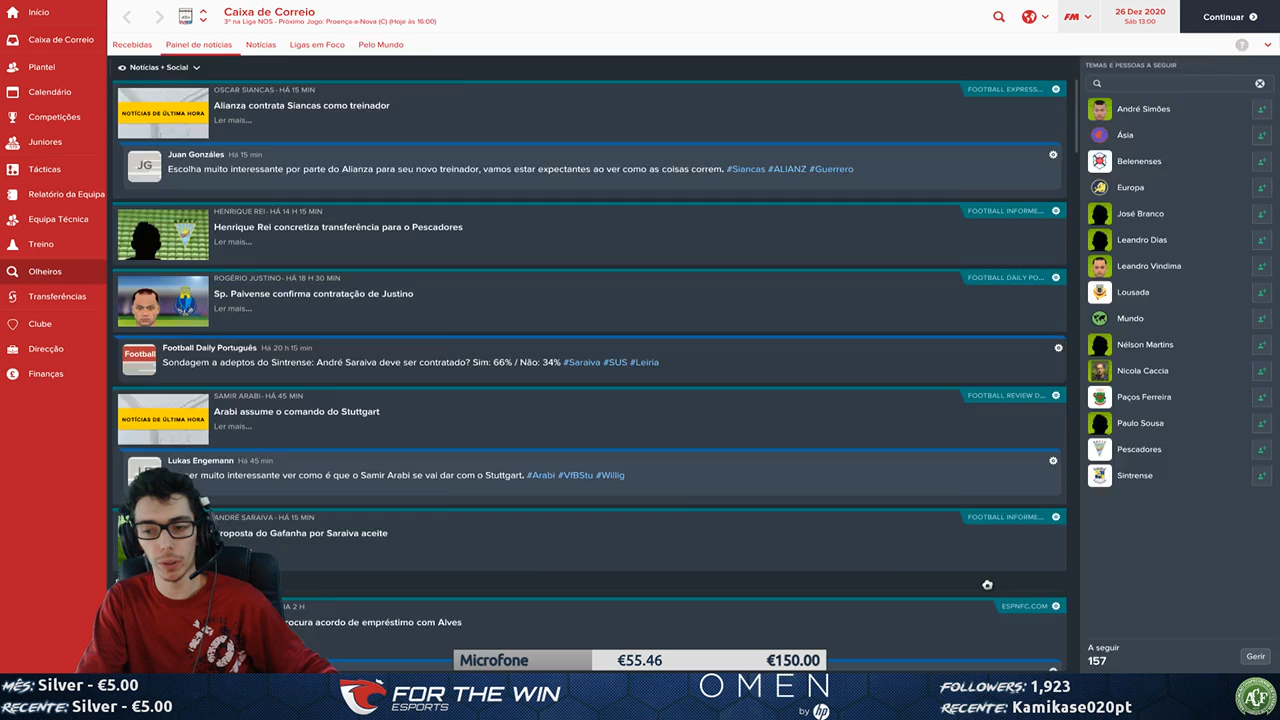 Início
Caixa de Correio
Plantel
Calendário
Competições
Juniores
Tácticas
Relatório da Equipa
Equipa Técnica
Treino
Olheiros
Transferências
Clube
Direcção
Finanças
Caixa de Correio
3º na Liga NOS - Próximo Jogo: Proença-a-Nova (C) (Hoje às 16:00)
FM
26 Dez 2020
Sáb 13:00
Continuar
Recebidas
Painel de notícias
Notícias
Ligas em Foco
Pelo Mundo
Notícias + Social
NOTÍCIAS DE ÚLTIMA HORA
OSCAR SIANCAS - HÁ 15 MIN
FOOTBALL EXPRESS...
Alianza contrata Siancas como treinador
Ler mais...
JG
Juan Gonzáles Há 15 min
Escolha muito interessante por parte do Alianza para seu novo treinador, vamos estar expectantes ao ver como as coisas correm. #Siancas #ALIANZ #Guerrero
HENRIQUE REI - HÁ 14 H 15 MIN
FOOTBALL INFORME...
Henrique Rei concretiza transferência para o Pescadores
Ler mais...
ROGÉRIO JUSTINO - HÁ 18 H 30 MIN
FOOTBALL DAILY PO...
Sp. Paivense confirma contratação de Justino
Ler mais...
Football
Football Daily Português Há 20 h 15 min
Sondagem a adeptos do Sintrense: André Saraiva deve ser contratado? Sim: 66% / Não: 34% #Saraiva #SUS #Leiria
NOTÍCIAS DE ÚLTIMA HORA
SAMIR ARABI - HÁ 45 MIN
FOOTBALL REVIEW D...
Arabi assume o comando do Stuttgart
Ler mais...
Lukas Engemann Há 45 min
er muito interessante ver como é que o Samir Arabi se vai dar com o Stuttgart. #Arabi #VfBStu #Willig
ANDRÉ SARAIVA - HÁ 15 MIN
FOOTBALL INFORME...
roposta do Gafanha por Saraiva aceite
HÁ 2 H
ESPNFC.COM
ocura acordo de empréstimo com Alves
TEMAS E PESSOAS A SEGUIR
André Simões
Ásia
Belenenses
Europa
José Branco
Leandro Dias
Leandro Vindima
Lousada
Mundo
Nélson Martins
Nicola Caccia
Paços Ferreira
Paulo Sousa
Pescadores
Sintrense
A seguir
157
Gerir
Microfone €55.46 €150.00
MÊS: Silver - €5.00
RECENTE: Silver - €5.00
FOR THE WIN
ESPORTS
OMEN
by hp
FOLLOWERS: 1,923
RECENTE: Kamikase020pt
ACF